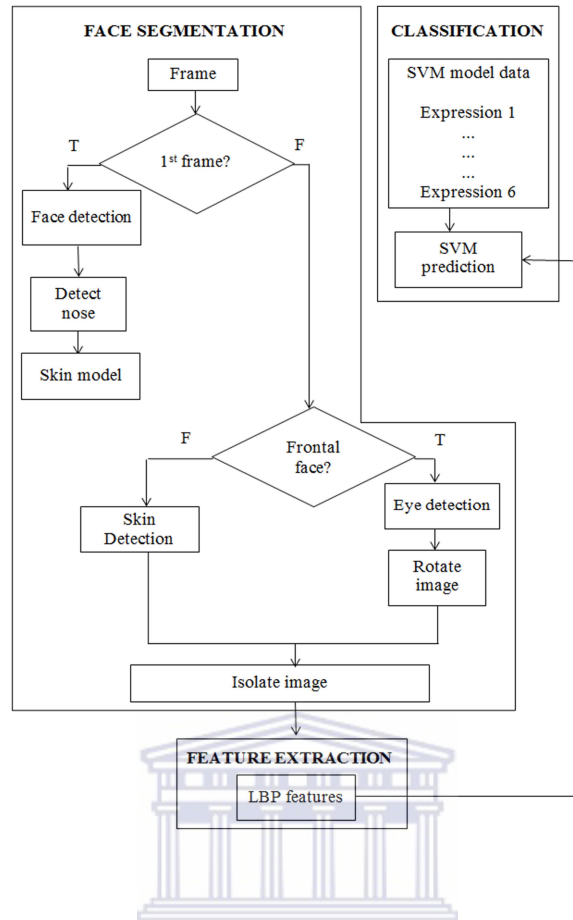 FACE SEGMENTATION
Frame
1st frame?
T
F
Face detection
Detect
nose
Skin model
Frontal
face?
F
T
Skin
Detection
Eye detection
Rotate
image
Isolate image
FEATURE EXTRACTION
LBP features
CLASSIFICATION
SVM model data
Expression 1
...
...
...
Expression 6
SVM
prediction